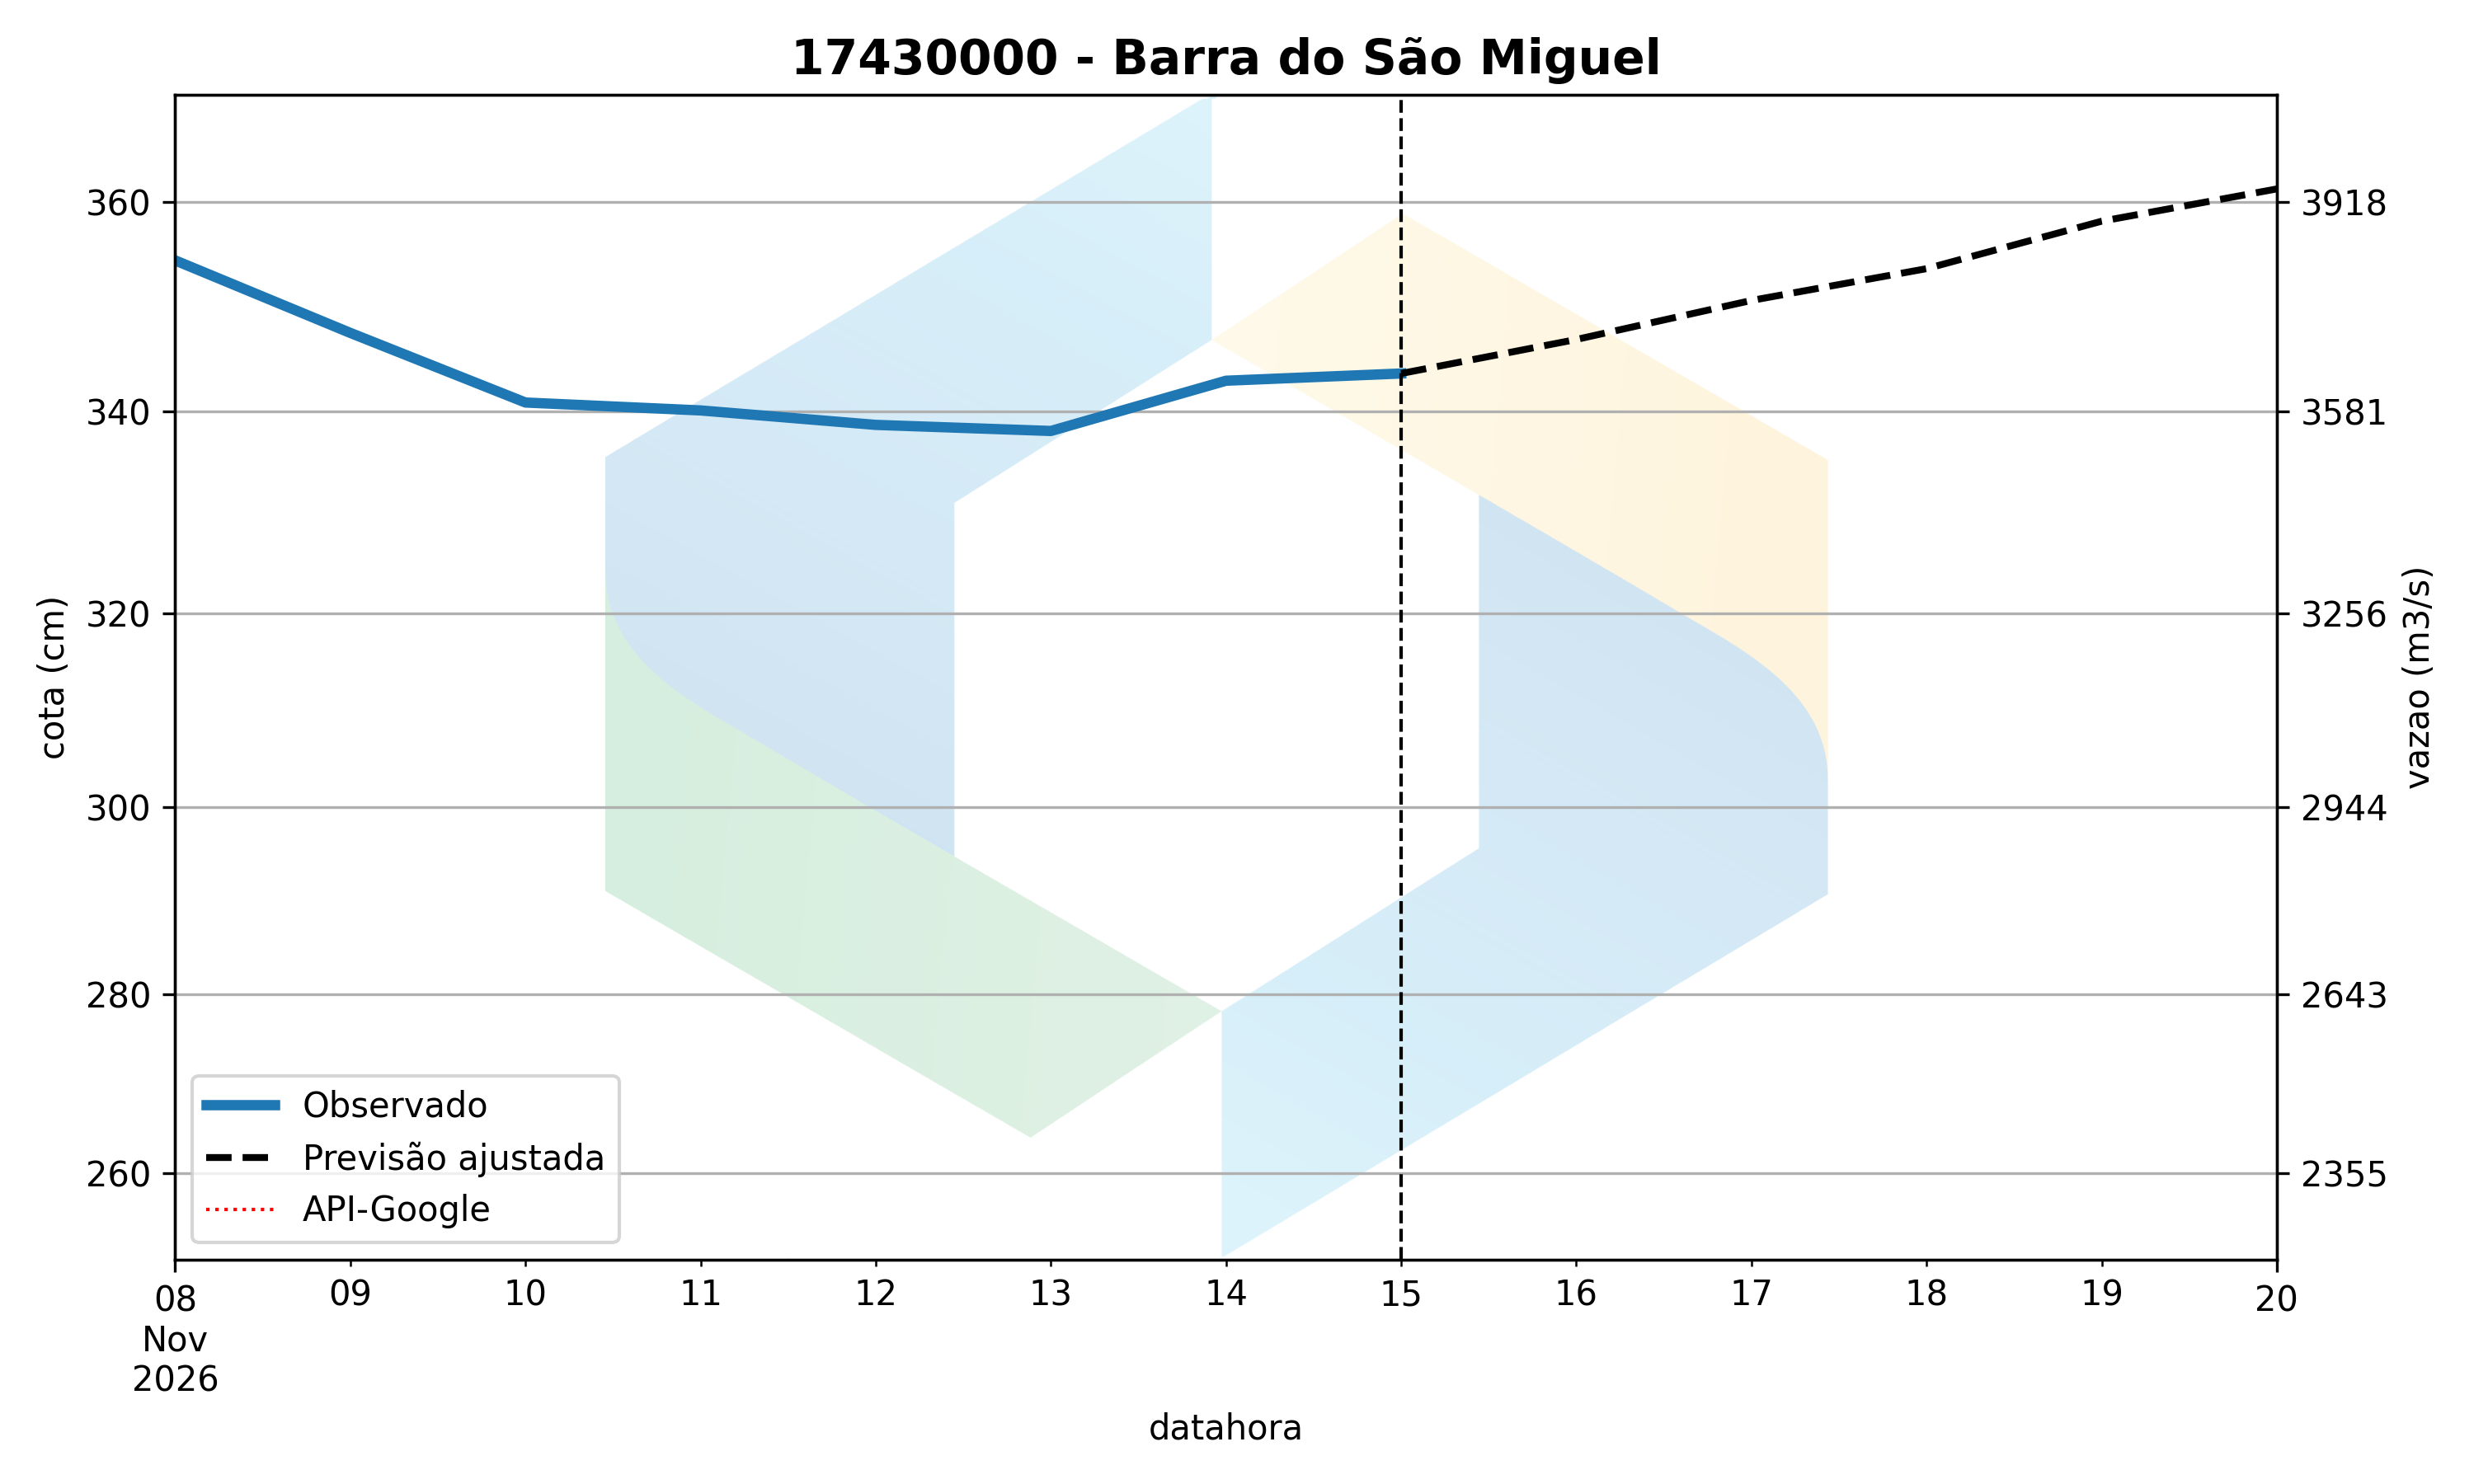 17430000 - Barra do São Miguel
360
340
320
300
280
260
cota (cm)
3918
3581
3256
2944
2643
2355
vazao (m3/s)
Observado
Previsão ajustada
API-Google
08 09 10 11 12 13 14 15 16 17 18 19 20
Nov
2026
datahora